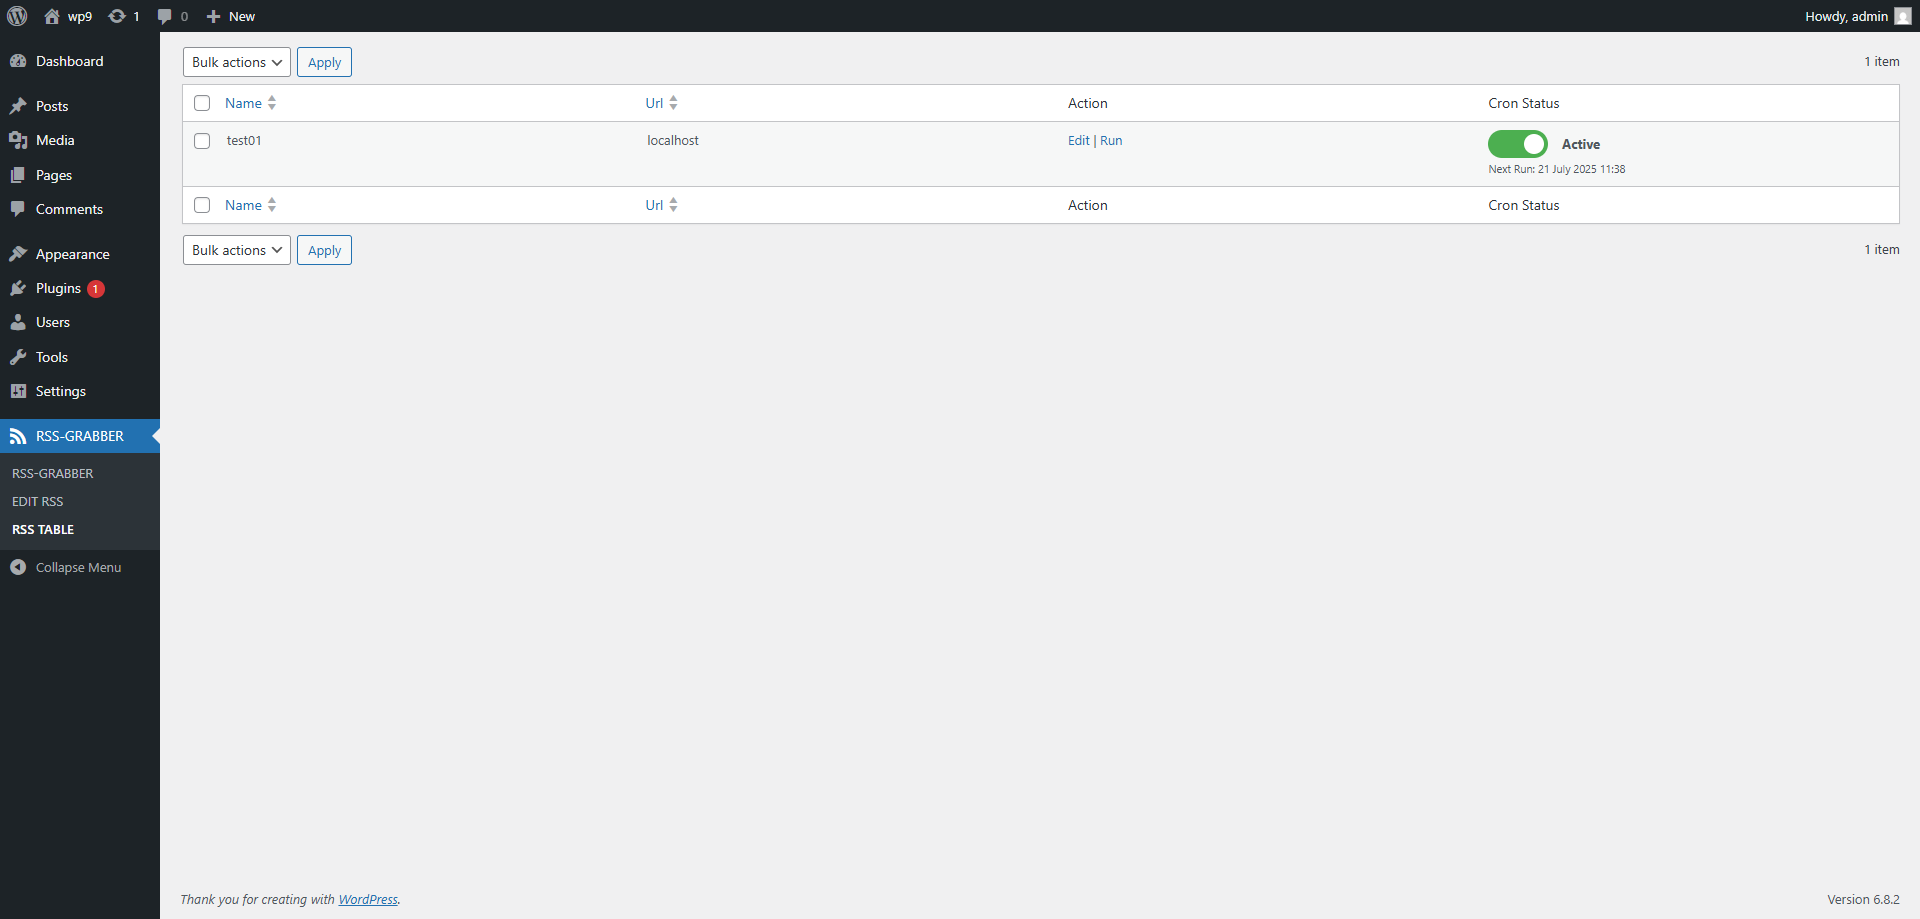 wp9 1 0 New Howdy, admin
Dashboard
Posts
Media
Pages
Comments
Appearance
Plugins 1
Users
Tools
Settings
RSS-GRABBER
RSS-GRABBER
EDIT RSS
RSS TABLE
Collapse Menu
Bulk actions Apply 1 item
Name Url Action Cron Status
test01 localhost Edit | Run Active
Next Run: 21 July 2025 11:38
Name Url Action Cron Status
Bulk actions Apply 1 item
Thank you for creating with WordPress. Version 6.8.2